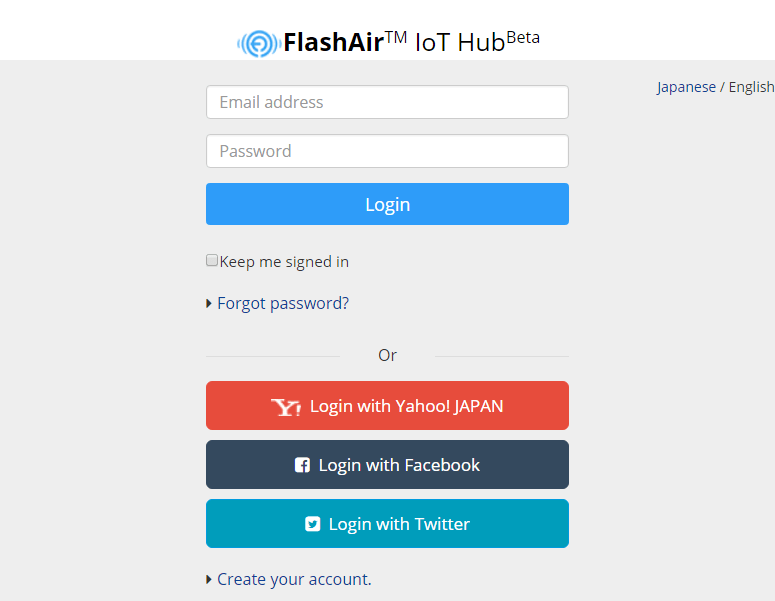 FlashAir™ IoT Hub Beta
Japanese / English
Email address
Password
Login
Keep me signed in
Forgot password?
Or
Login with Yahoo! JAPAN
Login with Facebook
Login with Twitter
Create your account.